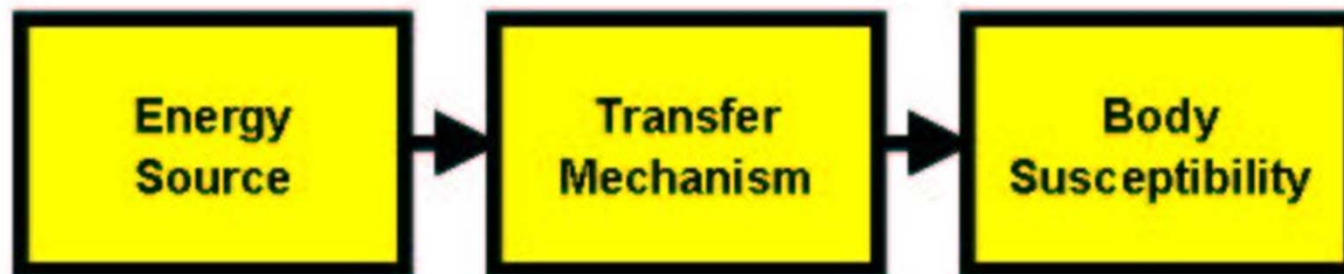 Energy
Source
Transfer
Mechanism
Body
Susceptibility